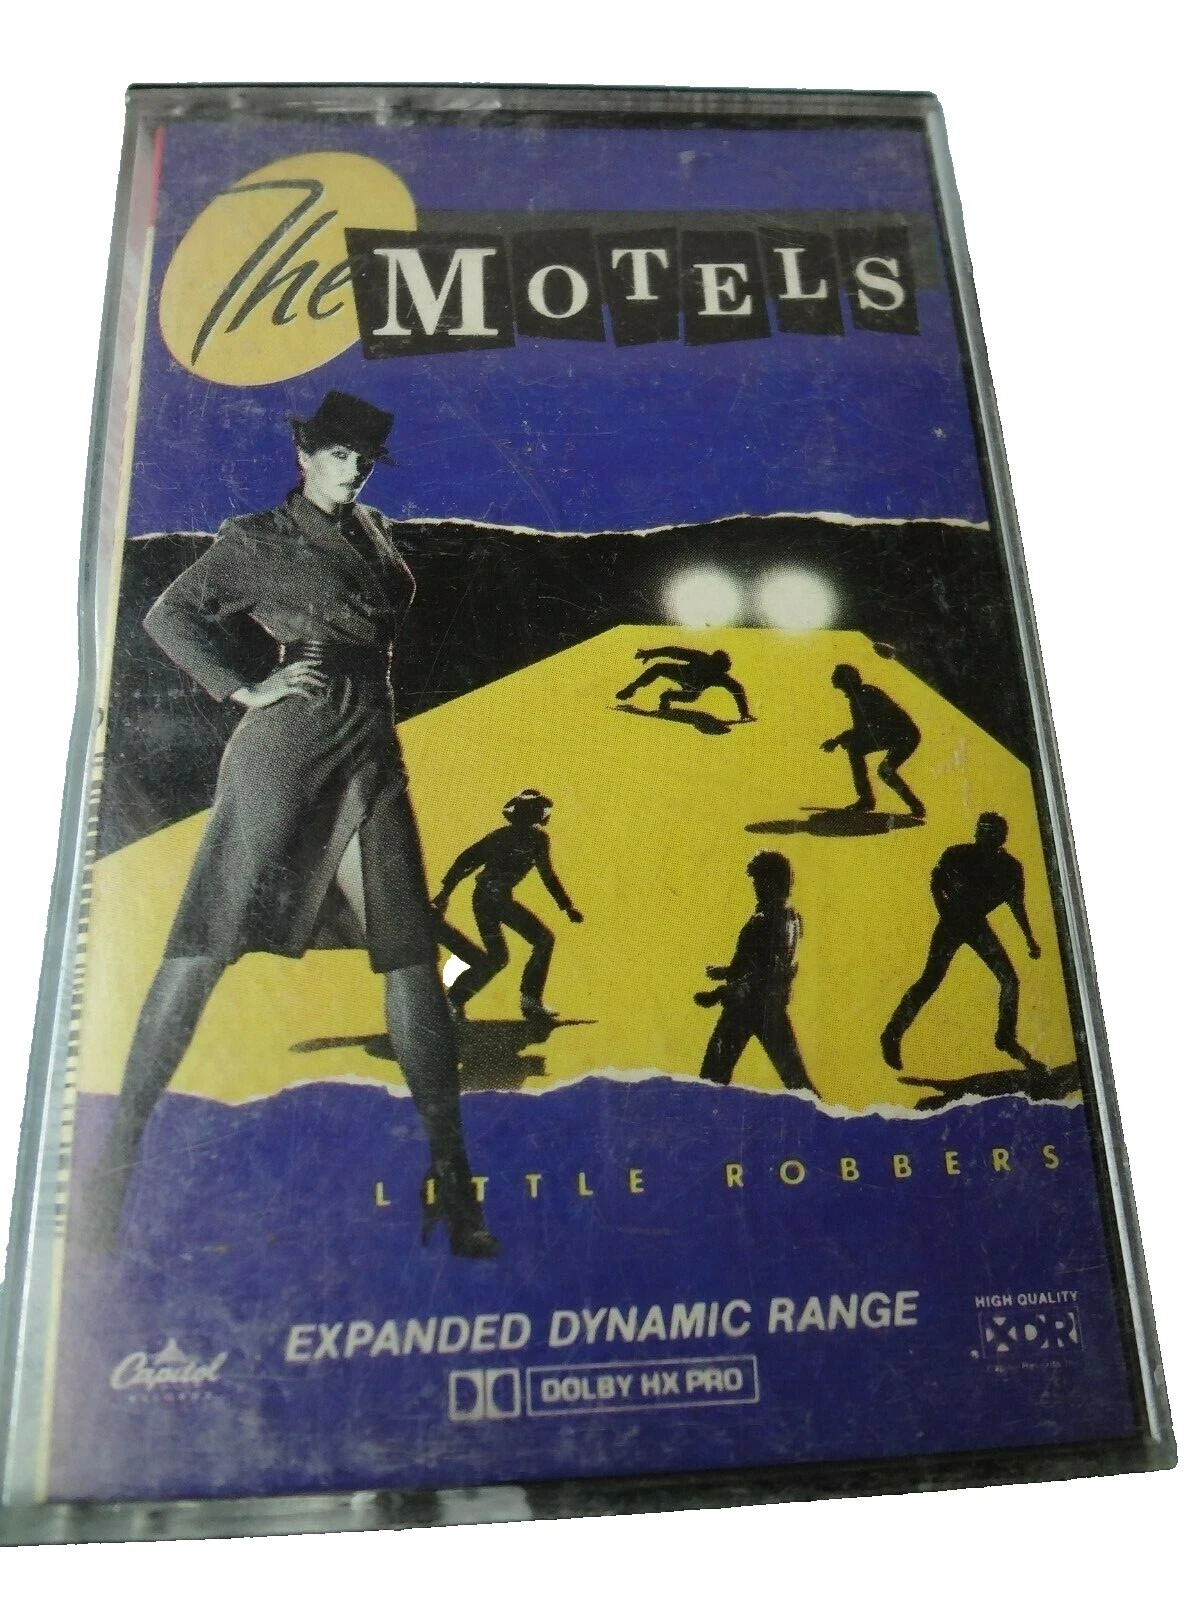 The MOTELS
LITTLE ROBBERS
EXPANDED DYNAMIC RANGE
HIGH QUALITY
XDR
Capitol
DOLBY HX PRO